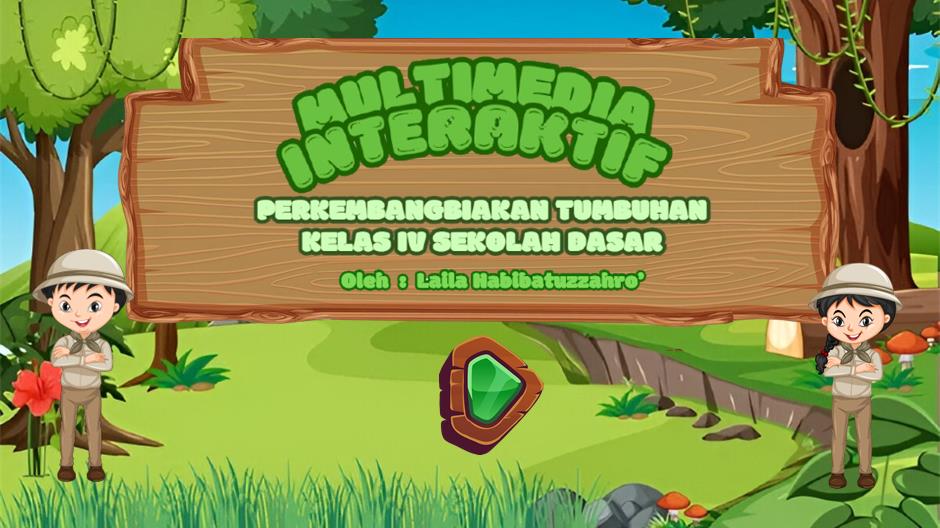 MULTIMEDIA
INTERAKTIF
PERKEMBANGBIAKAN TUMBUHAN
KELAS IV SEKOLAH DASAR
Oleh : Laila Habibatuzzahro'